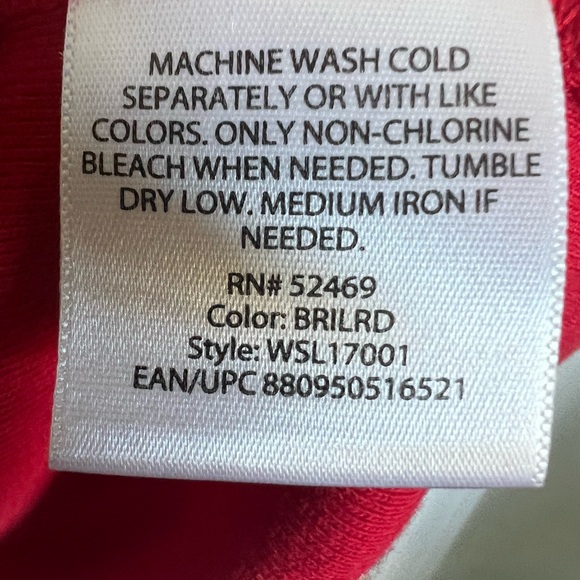 MACHINE WASH COLD
SEPARATELY OR WITH LIKE
COLORS. ONLY NON-CHLORINE
BLEACH WHEN NEEDED. TUMBLE
DRY LOW. MEDIUM IRON IF
NEEDED.
RN# 52469
Color: BRILRD
Style: WSL17001
EAN/UPC 880950516521